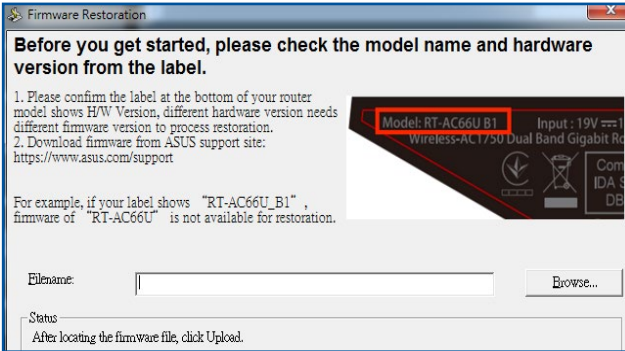 Firmware Restoration
Before you get started, please check the model name and hardware
version from the label.
1. Please confirm the label at the bottom of your router
model shows H/W Version, different hardware version needs
different firmware version to process restoration.
2. Download firmware from ASUS support site:
https://www.asus.com/support
For example, if your label shows “RT-AC66U_B1”,
firmware of “RT-AC66U” is not available for restoration.
Model: RT-AC66U B1 Input : 19V
Wireless-AC1750 Dual Band Gigabit
Com
IDA S
DB
Filename:
Browse...
Status
After locating the firmware file, click Upload.